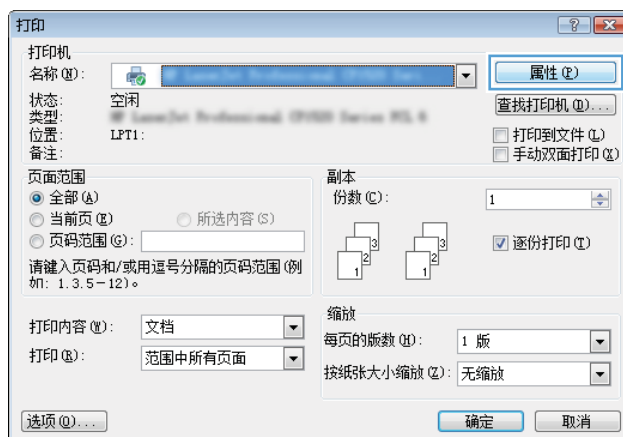 打印
打印机
名称(N):
属性(P)
状态: 空闲
类型:
查找打印机(D)...
位置: LPT1:
打印到文件(L)
备注:
手动双面打印(X)
页面范围
全部(A)
当前页(E) 所选内容(S)
页码范围(G):
请键入页码和/或用逗号分隔的页码范围(例
如: 1.3.5-12)。
副本
份数(C): 1
3 3
2 2
1 1
逐份打印(T)
打印内容(W): 文档
打印(R): 范围中所有页面
缩放
每页的版数(H): 1 版
按纸张大小缩放(Z): 无缩放
选项(O)...
确定 取消